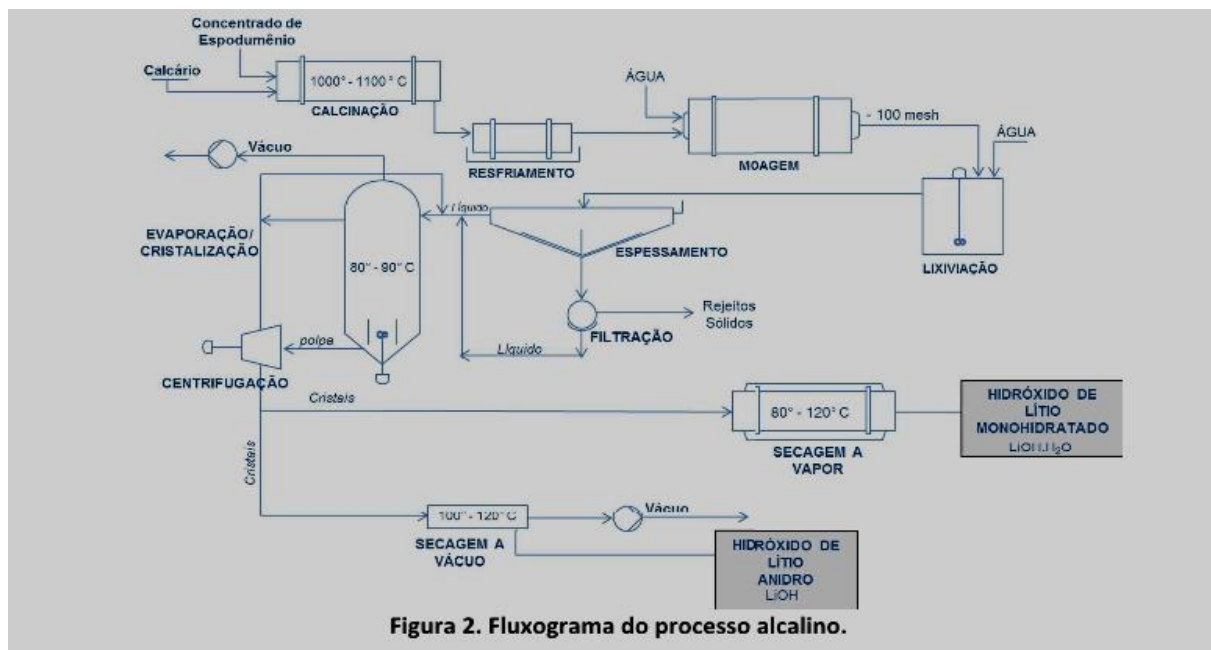 Concentrado de
Espodumênio
Calcário
1000° - 1100° C
CALCINAÇÃO
ÁGUA
- 100 mesh
ÁGUA
Vácuo
RESFRIAMENTO
MOAGEM
Líquido
EVAPORAÇÃO/
CRISTALIZAÇÃO
ESPESSAMENTO
80° - 90° C
LIXIVIAÇÃO
Rejeitos
Sólidos
FILTRAÇÃO
polpa
Líquido
CENTRIFUGAÇÃO
Cristais
80° - 120° C
HIDRÓXIDO DE
LÍTIO
MONOHIDRATADO
LiOH.H₂O
SECAGEM A
VAPOR
Cristais
100° - 120° C
Vácuo
SECAGEM A
VÁCUO
HIDRÓXIDO DE
LÍTIO
ANIDRO
LiOH
Figura 2. Fluxograma do processo alcalino.